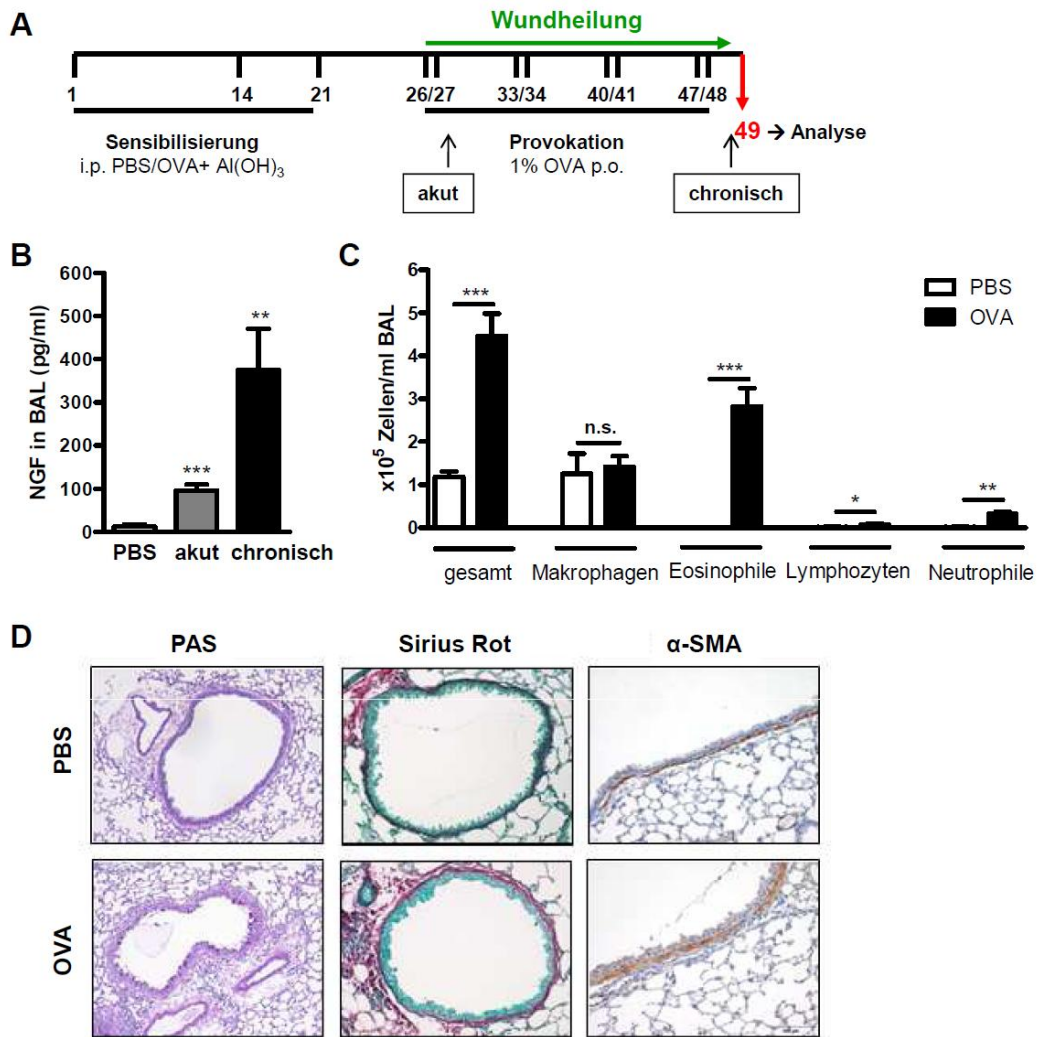 A
Wundheilung
1 14 21 26/27 33/34 40/41 47/48
49 → Analyse
Sensibilisierung
i.p. PBS/OVA+ Al(OH)₃
Provokation
1% OVA p.o.
akut
chronisch
B
NGF in BAL (pg/ml)
600
500
400
300
200
100
0
***
**
PBS akut chronisch
C
x10⁵ Zellen/ml BAL
6
5
4
3
2
1
0
***
n.s.
***
*
**
PBS
OVA
gesamt Makrophagen Eosinophile Lymphozyten Neutrophile
D
PAS Sirius Rot α-SMA
PBS
OVA